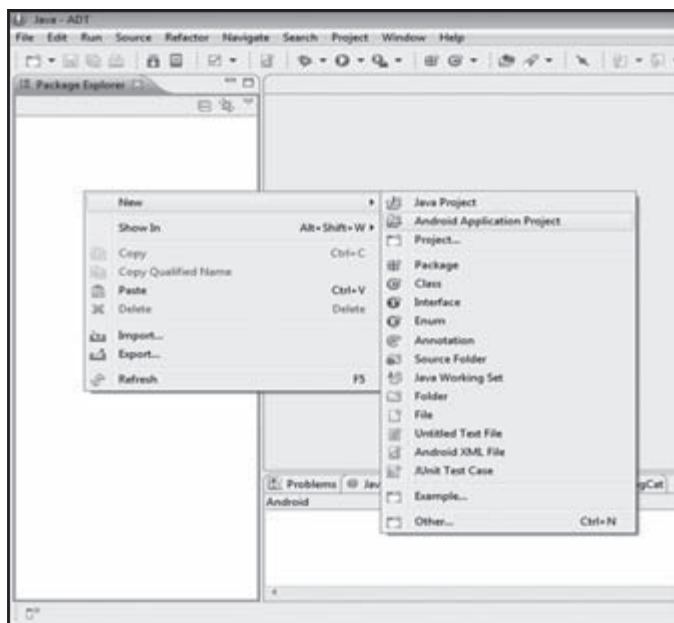 Java - ADT
File Edit Run Source Refactor Navigate Search Project Window Help
Package Explorer
New
Show In Alt+Shift+W
Copy Ctrl+C
Copy Qualified Name
Paste Ctrl+V
Delete Delete
Import...
Export...
Refresh F5
Java Project
Android Application Project
Project...
Package
Class
Interface
Enum
Annotation
Source Folder
Java Working Set
Folder
File
Untitled Text File
Android XML File
JUnit Test Case
Example...
Other... Ctrl+N
Problems Jav gCat
Android